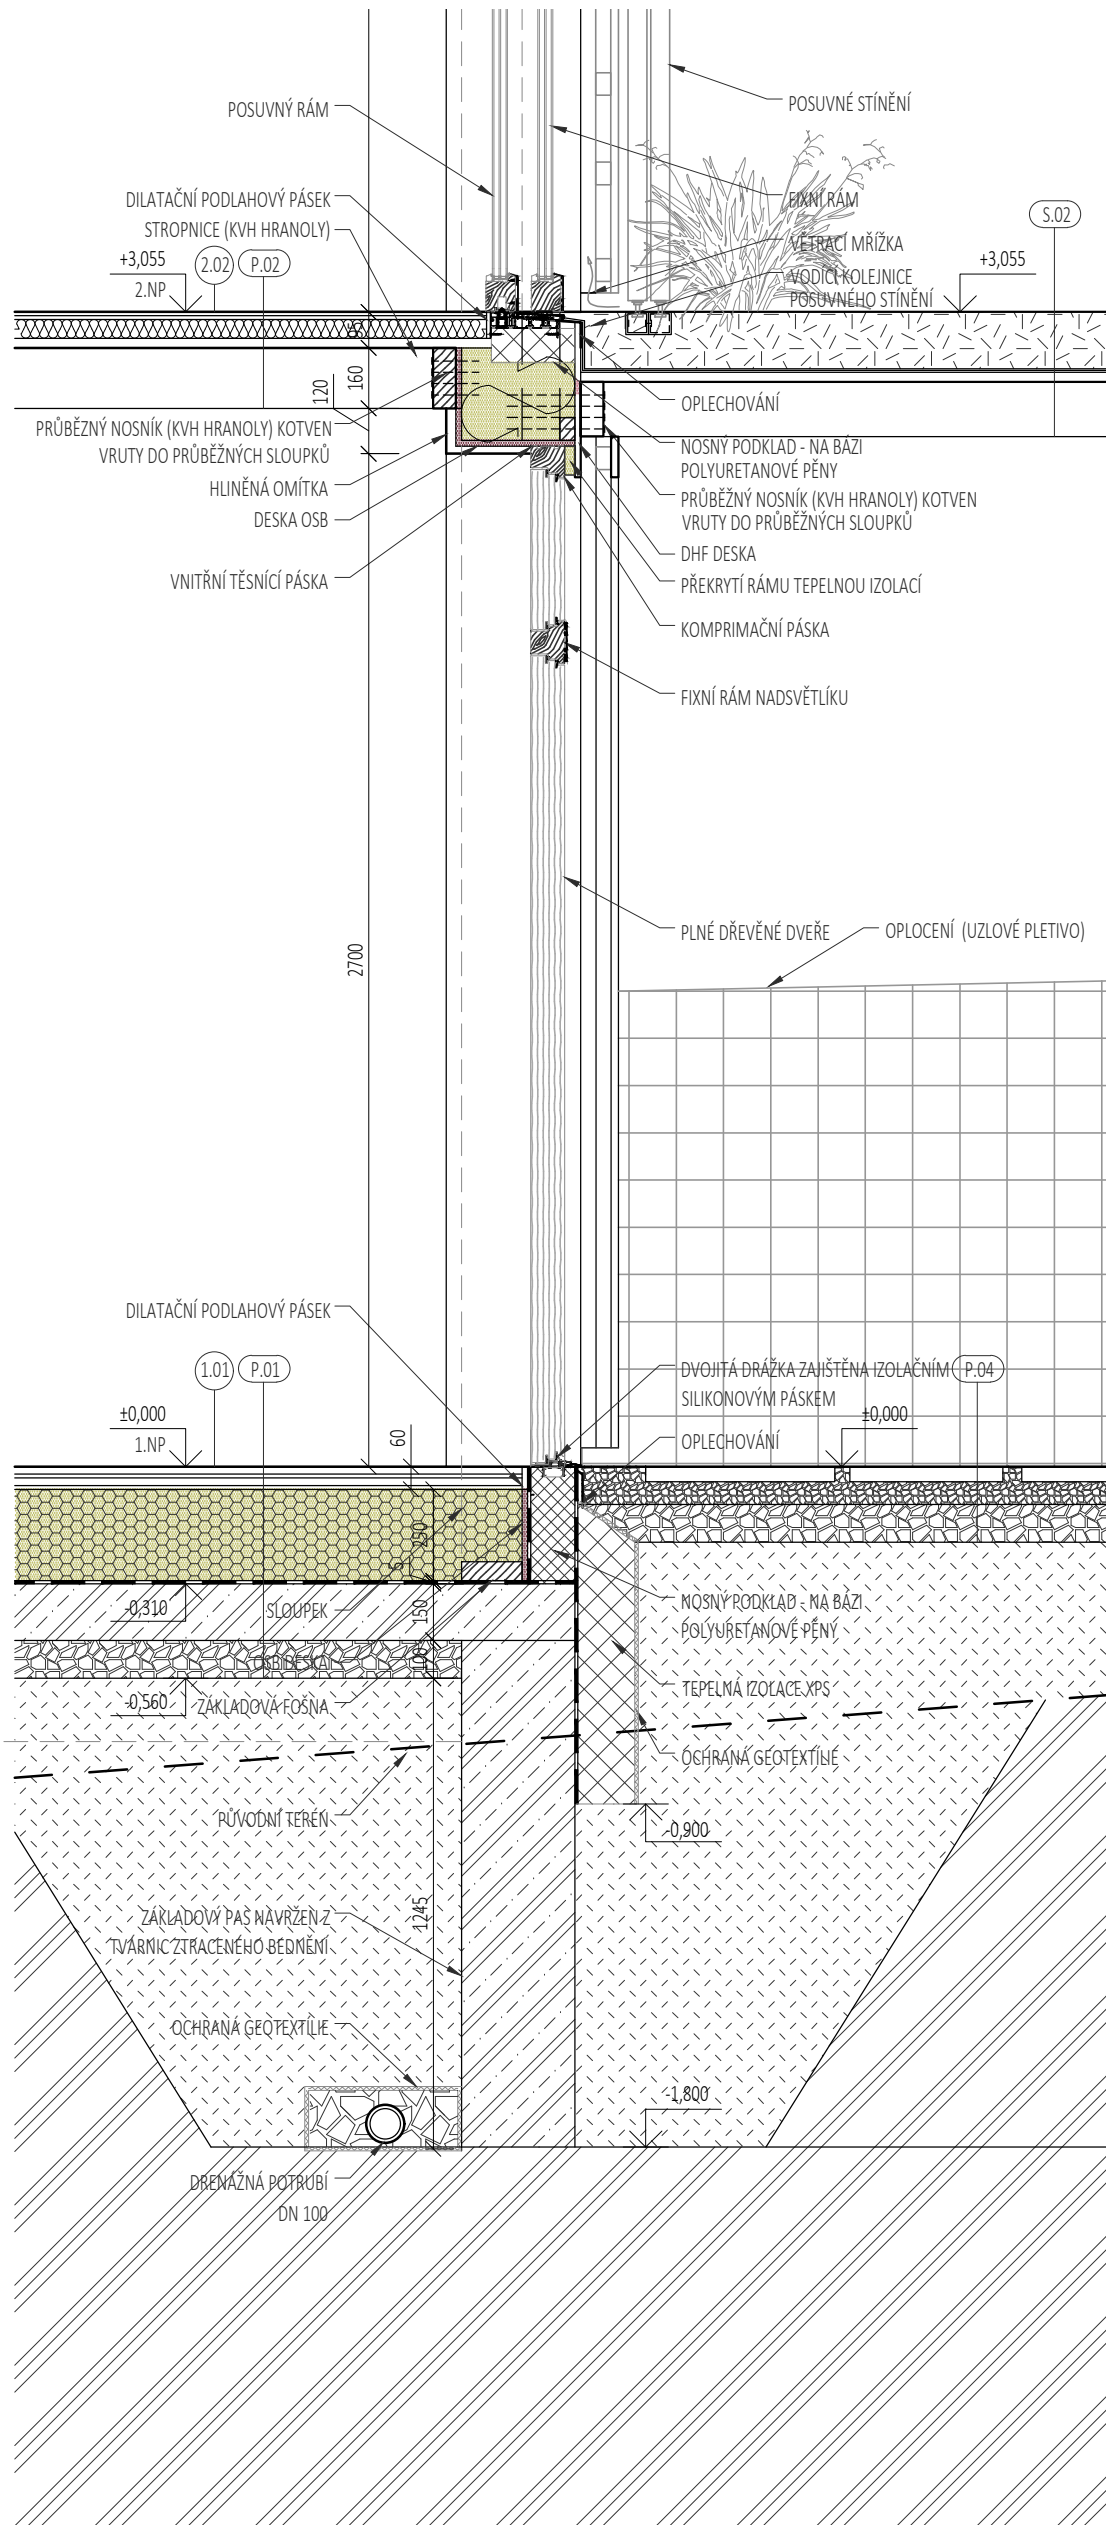 POSUVNÝ RÁM
POSUVNÉ STÍNĚNÍ
DILATAČNÍ PODLAHOVÝ PÁSEK
FIXNÍ RÁM
STROPNICE (KVH HRANOLY)
S.02
VĚTRACÍ MŘÍŽKA
+3,055
2.NP
2.02
P.02
VODÍCÍ KOLEJNICE
POSUVNÉHO STÍNĚNÍ
+3,055
95
160
120
OPLECHOVÁNÍ
PRŮBĚZNÝ NOSNÍK (KVH HRANOLY) KOTVEN
VRUTY DO PRŮBĚŽNÝCH SLOUPKŮ
NOSNÝ PODKLAD - NA BÁZI
POLYURETANOVÉ PĚNY
HLINĚNÁ OMÍTKA
PRŮBĚŽNÝ NOSNÍK (KVH HRANOLY) KOTVEN
VRUTY DO PRŮBĚŽNÝCH SLOUPKŮ
DESKA OSB
DHF DESKA
VNITŘNÍ TĚSNÍCÍ PÁSKA
PŘEKRYTÍ RÁMU TEPELNOU IZOLACÍ
KOMPRIMAČNÍ PÁSKA
FIXNÍ RÁM NADSVĚTLÍKU
2700
PLNÉ DŘEVĚNÉ DVEŘE
OPLOCENÍ (UZLOVÉ PLETIVO)
DILATAČNÍ PODLAHOVÝ PÁSEK
1.01
P.01
DVOJITÁ DRÁŽKA ZAJIŠTĚNA IZOLAČNÍM
SILIKONOVÝM PÁSKEM
P.04
±0,000
1.NP
60
OPLECHOVÁNÍ
±0,000
250
5
-0,310
SLOUPEK
150
NOSNÝ PODKLAD - NA BÁZI
POLYURETANOVÉ PĚNY
OSB DESKA
100
-0,560
ZÁKLADOVÁ FOŠNA
TEPELNÁ IZOLACE XPS
OCHRANÁ GEOTEXTÍLIE
PŮVODNÍ TERÉN
-0,900
ZÁKLADOVÝ PAS NAVRŽEN Z
TVÁRNIC ZTRACENÉHO BEDNĚNÍ
1245
OCHRANÁ GEOTEXTÍLIE
-1,800
DRENÁŽNÁ POTRUBÍ
DN 100